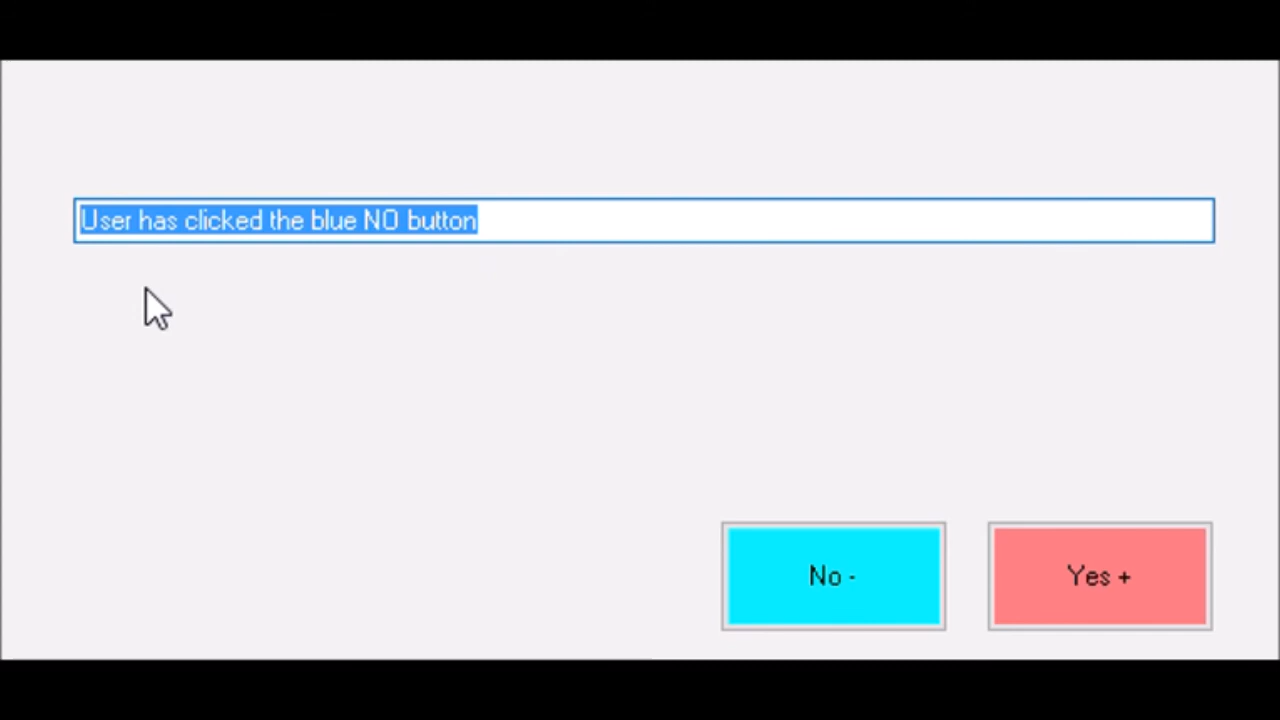 User has clicked the blue NO button
No -
Yes +